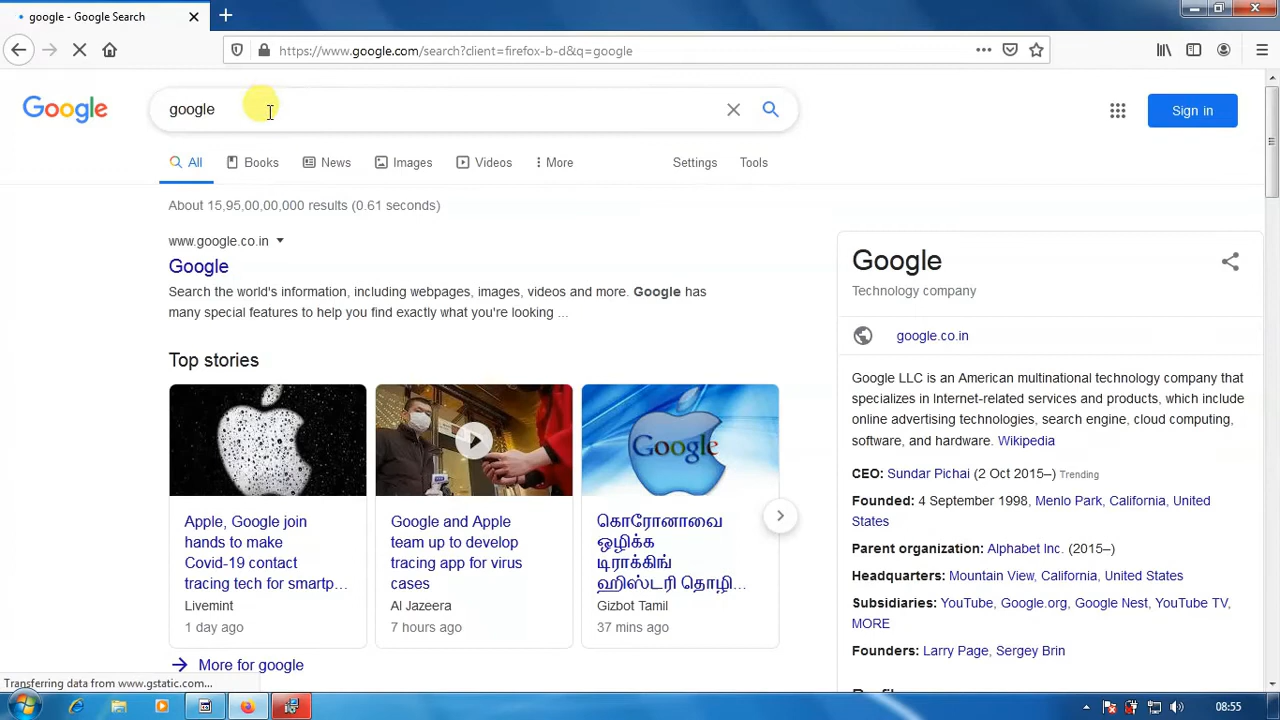 google - Google Search
https://www.google.com/search?client=firefox-b-d&q=google
Google
google
Sign in
All
Books
News
Images
Videos
More
Settings
Tools
About 15,95,00,00,000 results (0.61 seconds)
www.google.co.in
Google
Search the world's information, including webpages, images, videos and more. Google has
many special features to help you find exactly what you're looking ...
Top stories
Google
Apple, Google join
hands to make
Covid-19 contact
tracing tech for smartp...
Livemint
1 day ago
Google and Apple
team up to develop
tracing app for virus
cases
Al Jazeera
7 hours ago
கொரோனாவை
ஒழிக்க
டிராக்கிங்
ஹிஸ்டரி தொழி...
Gizbot Tamil
37 mins ago
More for google
Google
Technology company
google.co.in
Google LLC is an American multinational technology company that
specializes in Internet-related services and products, which include
online advertising technologies, search engine, cloud computing,
software, and hardware. Wikipedia
CEO: Sundar Pichai (2 Oct 2015–) Trending
Founded: 4 September 1998, Menlo Park, California, United
States
Parent organization: Alphabet Inc. (2015–)
Headquarters: Mountain View, California, United States
Subsidiaries: YouTube, Google.org, Google Nest, YouTube TV,
MORE
Founders: Larry Page, Sergey Brin
Transferring data from www.gstatic.com...
08:55